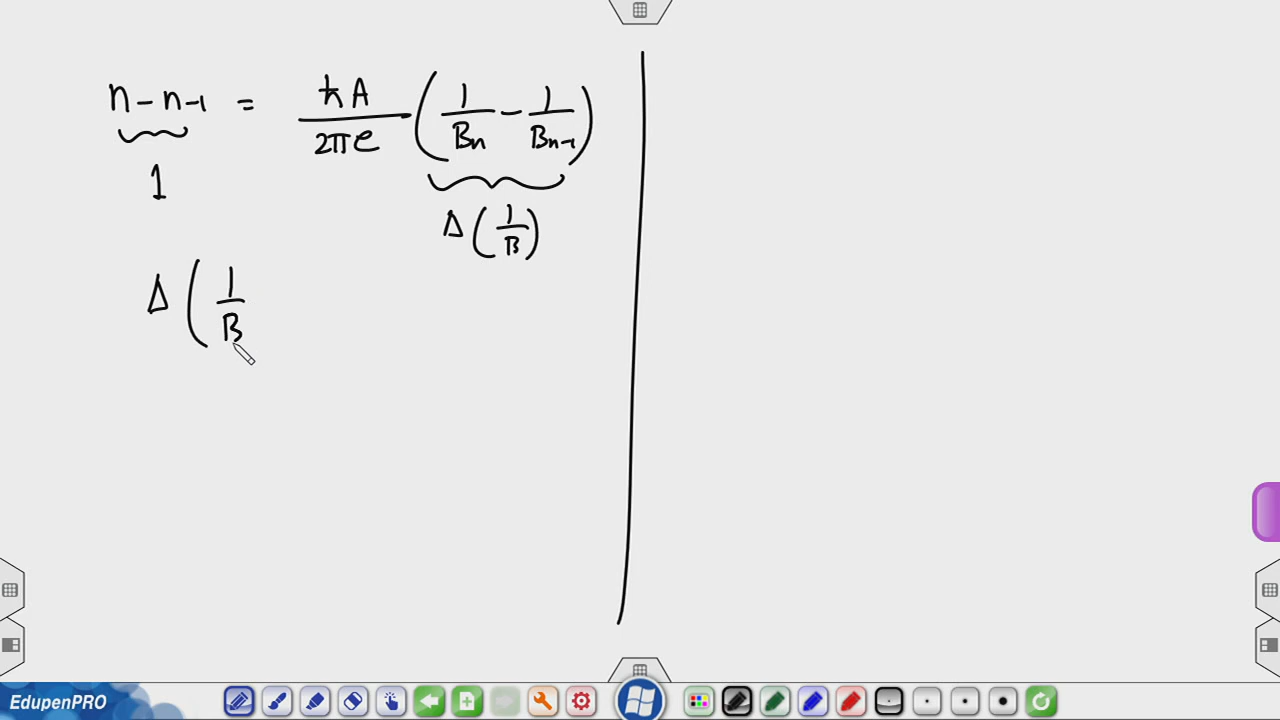 n - n-1 = ℏA / 2πe ( 1/Bn - 1/Bn-1 )
1
Δ ( 1/B )
Δ ( 1/B
EdupenPRO